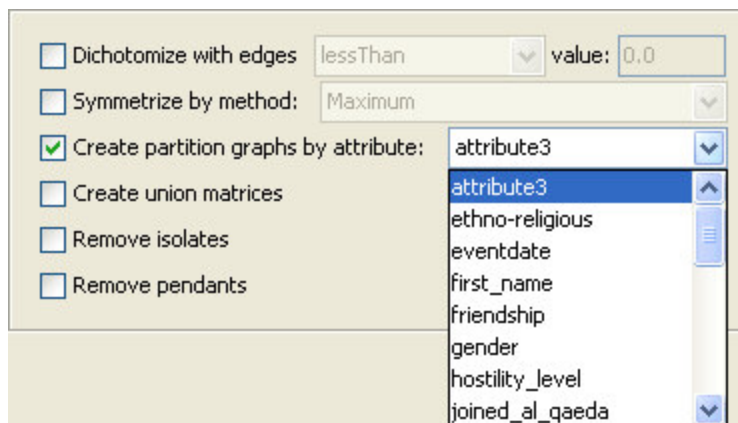 Dichotomize with edges lessThan value: 0.0
Symmetrize by method: Maximum
Create partition graphs by attribute: attribute3
Create union matrices
Remove isolates
Remove pendants
attribute3
ethno-religious
eventdate
first_name
friendship
gender
hostility_level
joined_al_qaeda